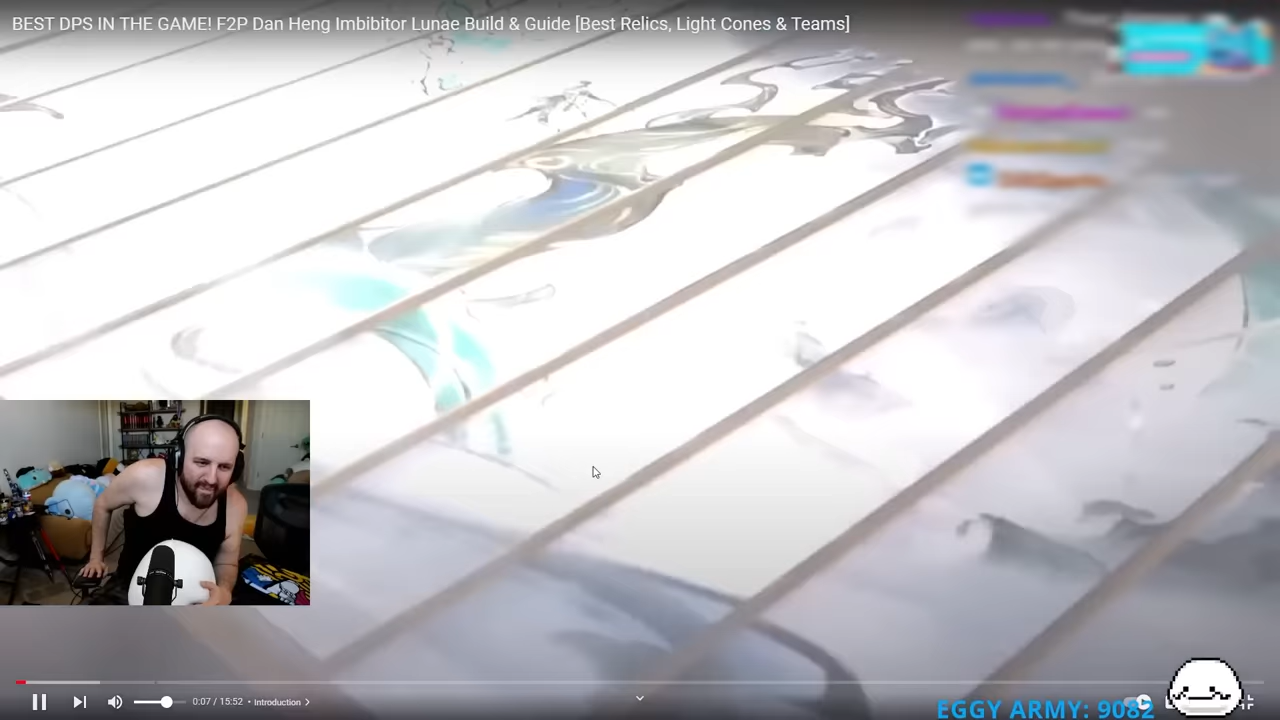 BEST DPS IN THE GAME! F2P Dan Heng Imbibitor Lunae Build & Guide [Best Relics, Light Cones & Teams]
0:07 / 15:52 • Introduction
EGGY ARMY: 9082